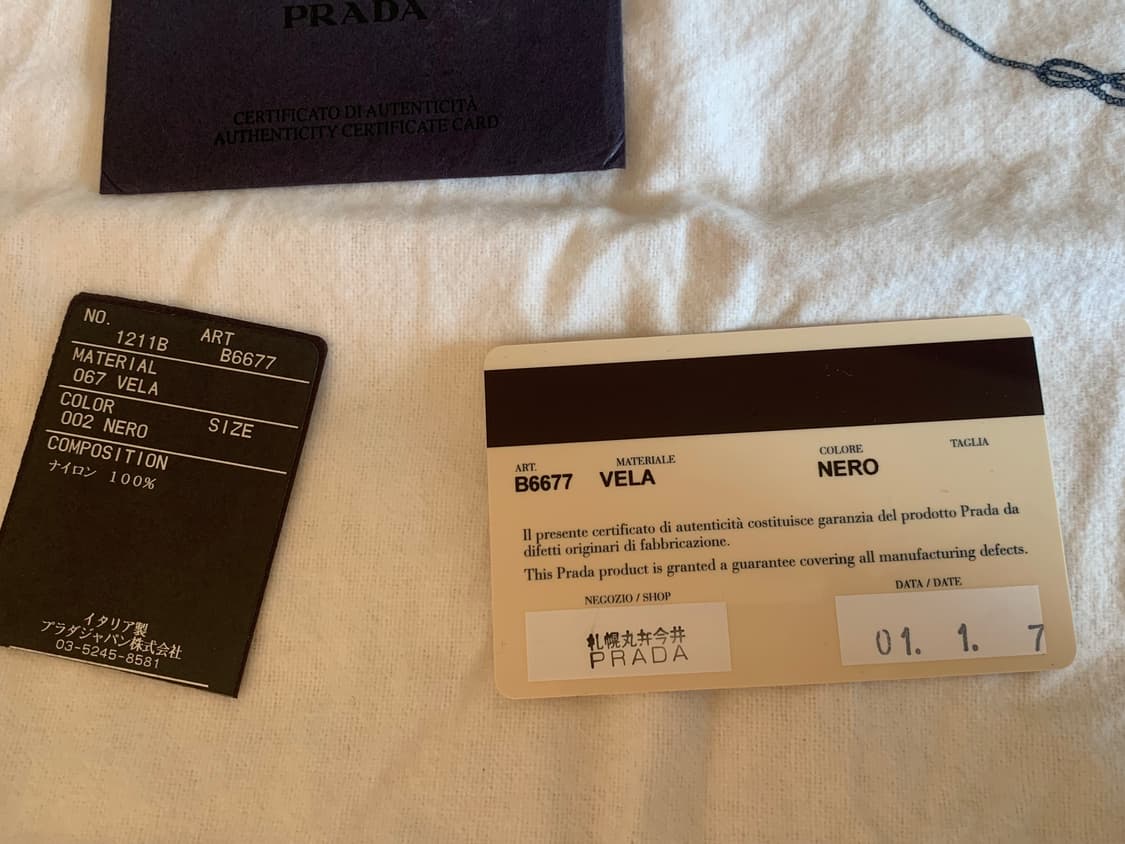 PRADA
CERTIFICATO DI AUTENTICITÀ
AUTHENTICITY CERTIFICATE CARD
NO. ART
1211B B6677
MATERIAL
067 VELA
COLOR SIZE
002 NERO
COMPOSITION
ナイロン 100%
イタリア製
プラダジャパン株式会社
03-5245-8581
ART. MATERIALE COLORE TAGLIA
B6677 VELA NERO
Il presente certificato di autenticità costituisce garanzia del prodotto Prada da
difetti originari di fabbricazione.
This Prada product is granted a guarantee covering all manufacturing defects.
NEGOZIO / SHOP DATA / DATE
札幌丸井今井
PRADA
01. 1. 7